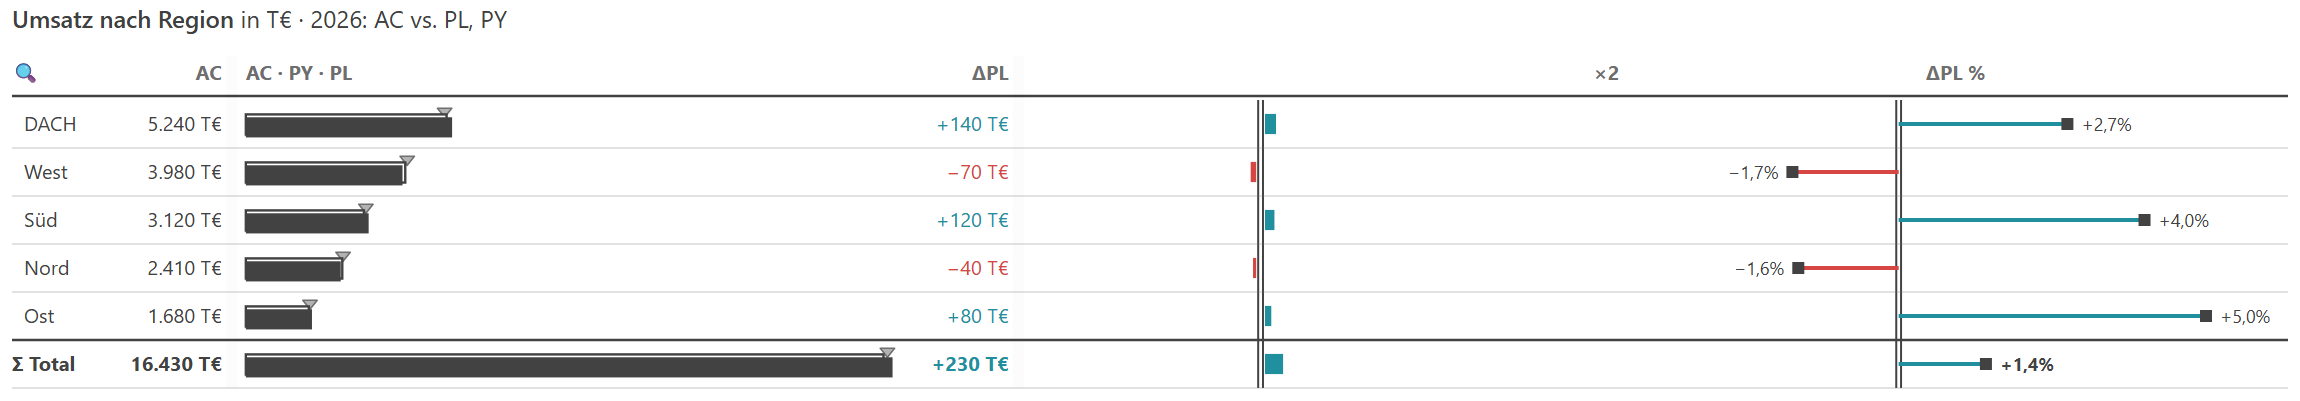 Umsatz nach Region in T€ · 2026: AC vs. PL, PY
AC AC · PY · PL ΔPL ×2 ΔPL %
DACH 5.240 T€ +140 T€ +2,7%
West 3.980 T€ −70 T€ −1,7%
Süd 3.120 T€ +120 T€ +4,0%
Nord 2.410 T€ −40 T€ −1,6%
Ost 1.680 T€ +80 T€ +5,0%
Σ Total 16.430 T€ +230 T€ +1,4%